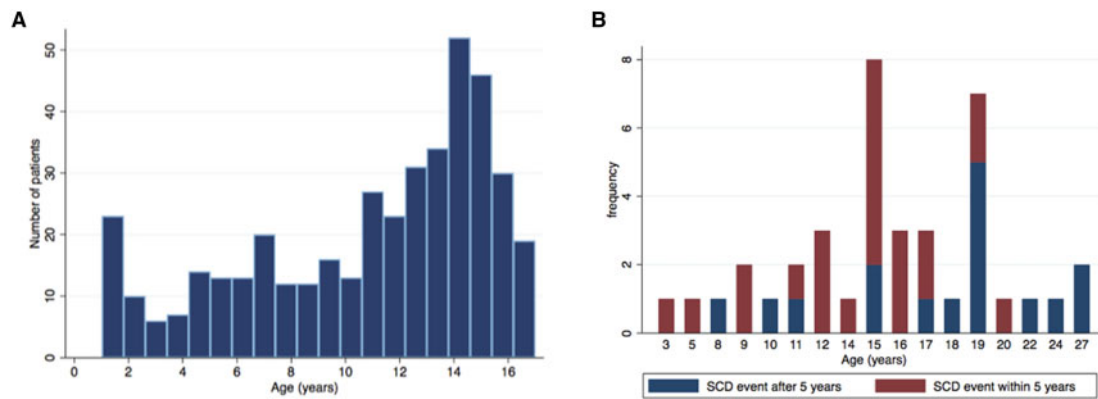 A
Number of patients
50
40
30
20
10
0
0 2 4 6 8 10 12 14 16
Age (years)
B
frequency
8
6
4
2
0
3 5 8 9 10 11 12 14 15 16 17 18 19 20 22 24 27
Age (years)
SCD event after 5 years SCD event within 5 years